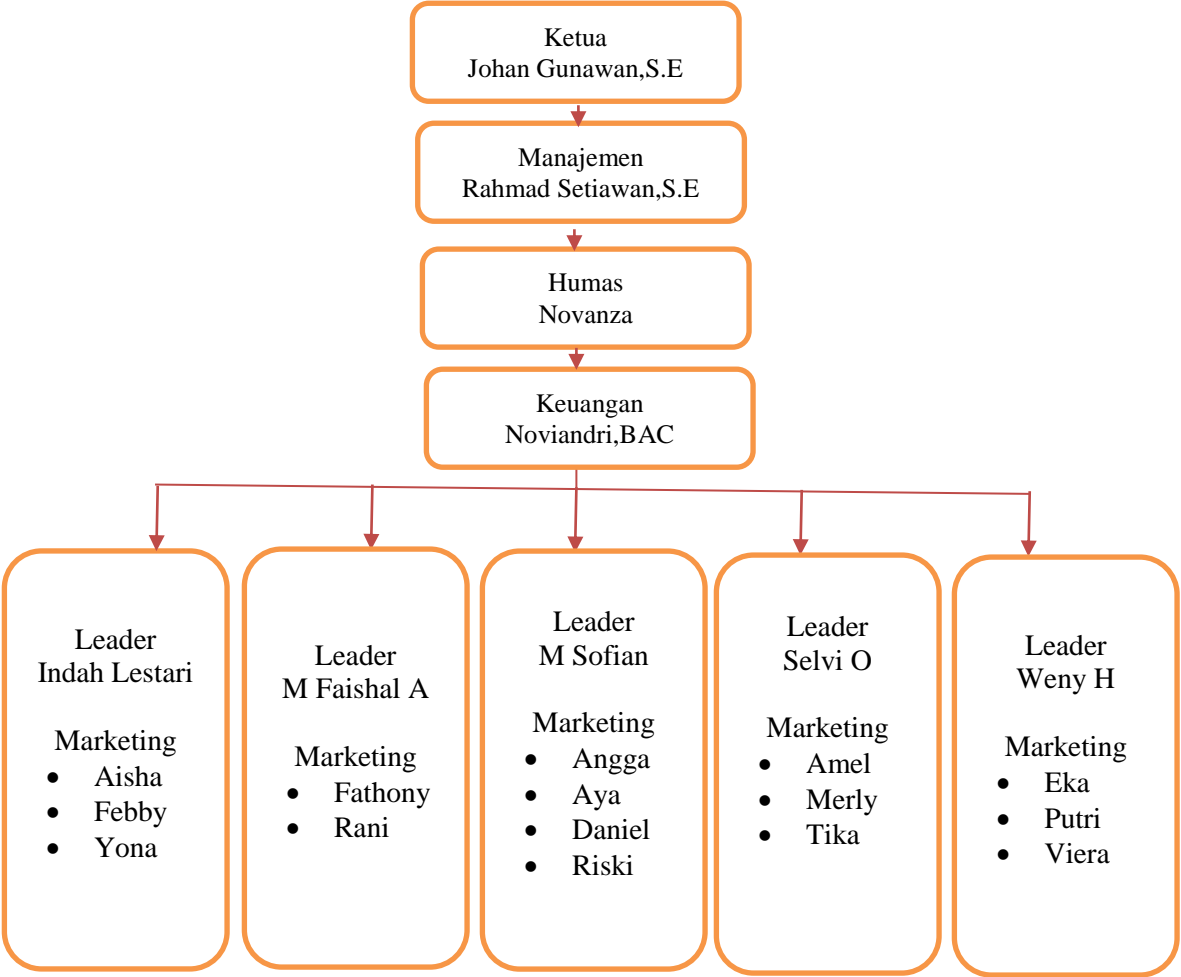 Ketua
Johan Gunawan,S.E
Manajemen
Rahmad Setiawan,S.E
Humas
Novanza
Keuangan
Noviandri,BAC
Leader
Indah Lestari
Marketing
• Aisha
• Febby
• Yona
Leader
M Faishal A
Marketing
• Fathony
• Rani
Leader
M Sofian
Marketing
• Angga
• Aya
• Daniel
• Riski
Leader
Selvi O
Marketing
• Amel
• Merly
• Tika
Leader
Weny H
Marketing
• Eka
• Putri
• Viera